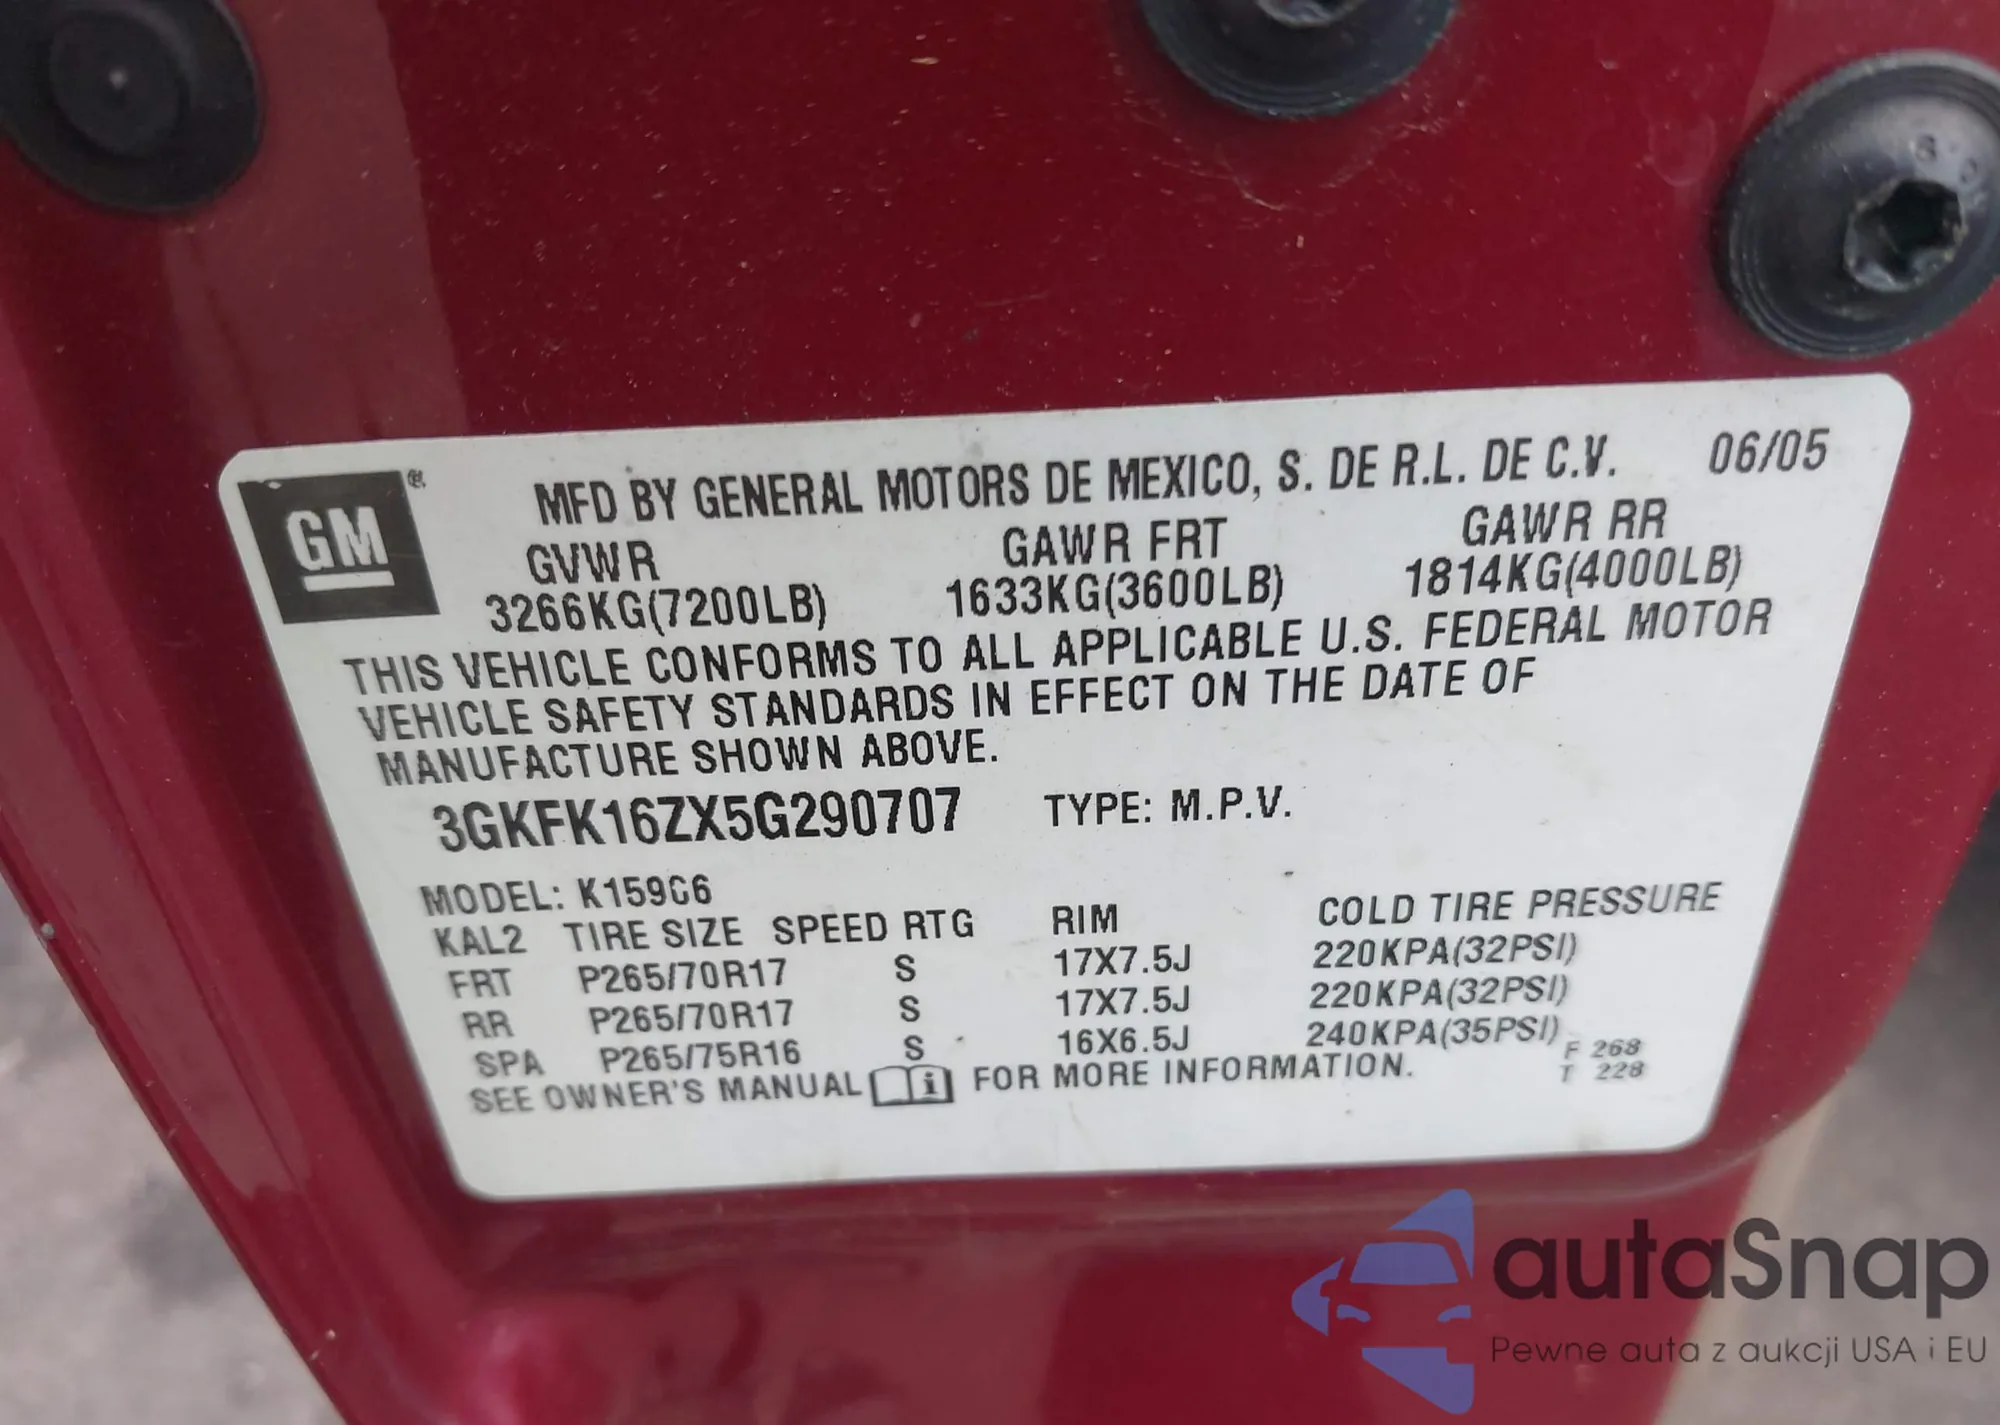 GM ®
MFD BY GENERAL MOTORS DE MEXICO, S. DE R.L. DE C.V. 06/05
GVWR GAWR FRT GAWR RR
3266KG(7200LB) 1633KG(3600LB) 1814KG(4000LB)
THIS VEHICLE CONFORMS TO ALL APPLICABLE U.S. FEDERAL MOTOR
VEHICLE SAFETY STANDARDS IN EFFECT ON THE DATE OF
MANUFACTURE SHOWN ABOVE.
3GKFK16ZX5G290707 TYPE: M.P.V.
MODEL: K15906
KAL2 TIRE SIZE SPEED RTG RIM COLD TIRE PRESSURE
FRT P265/70R17 S 17X7.5J 220KPA(32PSI)
RR P265/70R17 S 17X7.5J 220KPA(32PSI)
SPA P265/75R16 S 16X6.5J 240KPA(35PSI)
SEE OWNER'S MANUAL i FOR MORE INFORMATION.
F 268
T 228
autaSnap
Pewne auta z aukcji USA i EU